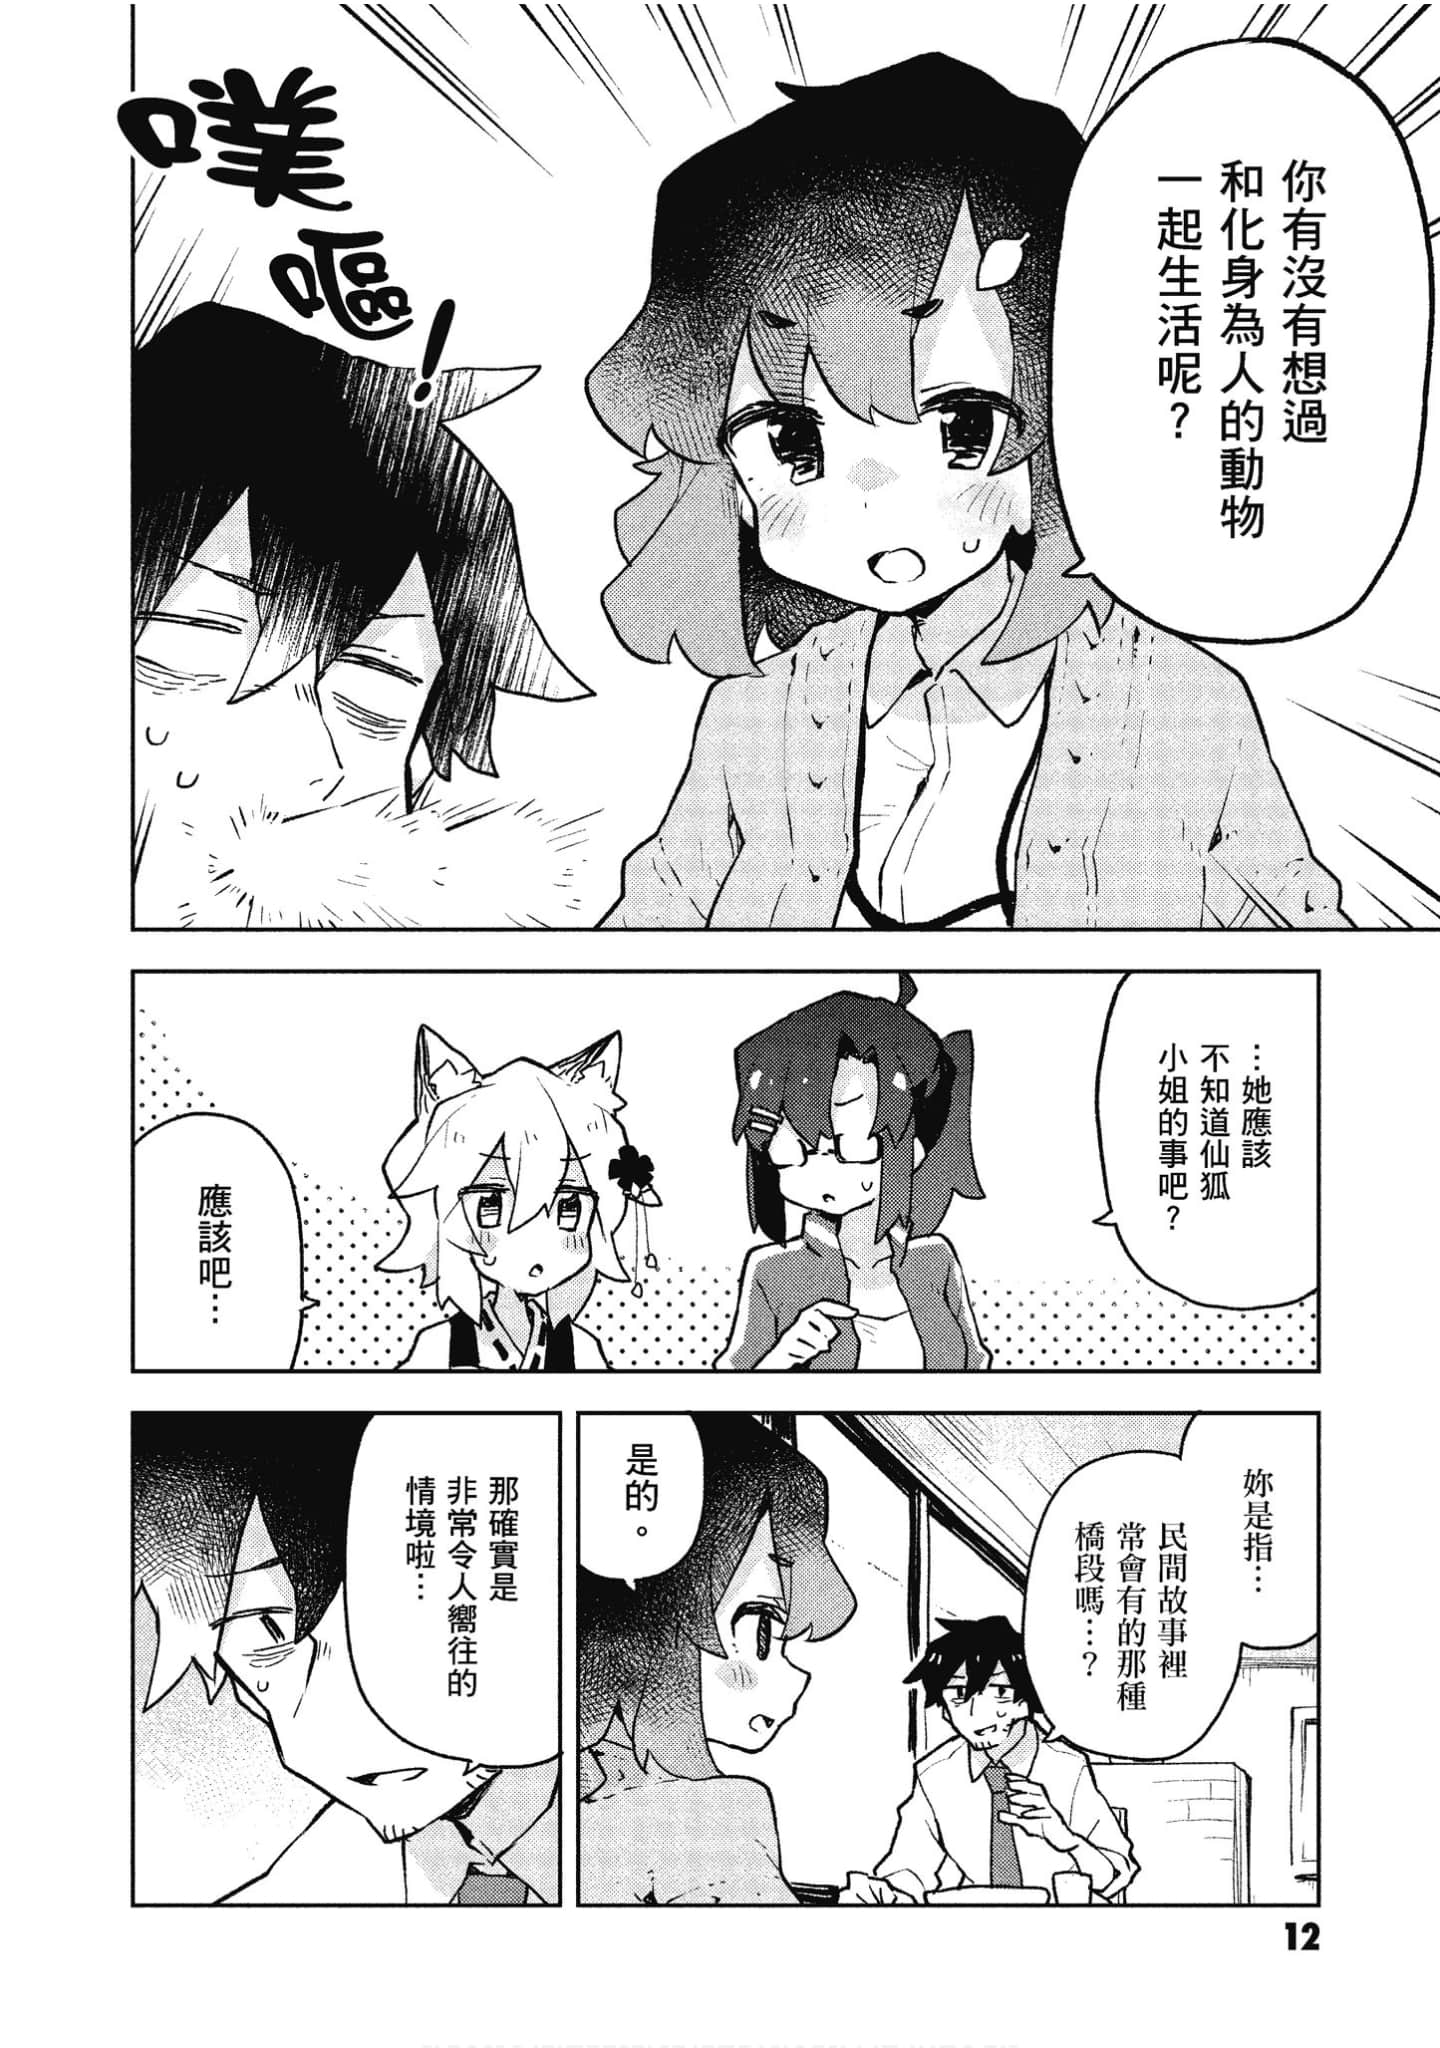 你有沒有想過
和化身為人的動物
一起生活呢？
噗嘔！
…她應該
不知道仙狐
小姐的事吧？
應該吧…
妳是指…
民間故事裡
常會有的那種
橋段嗎…？
是的。
那確實是
非常令人嚮往的
情境啦…
12